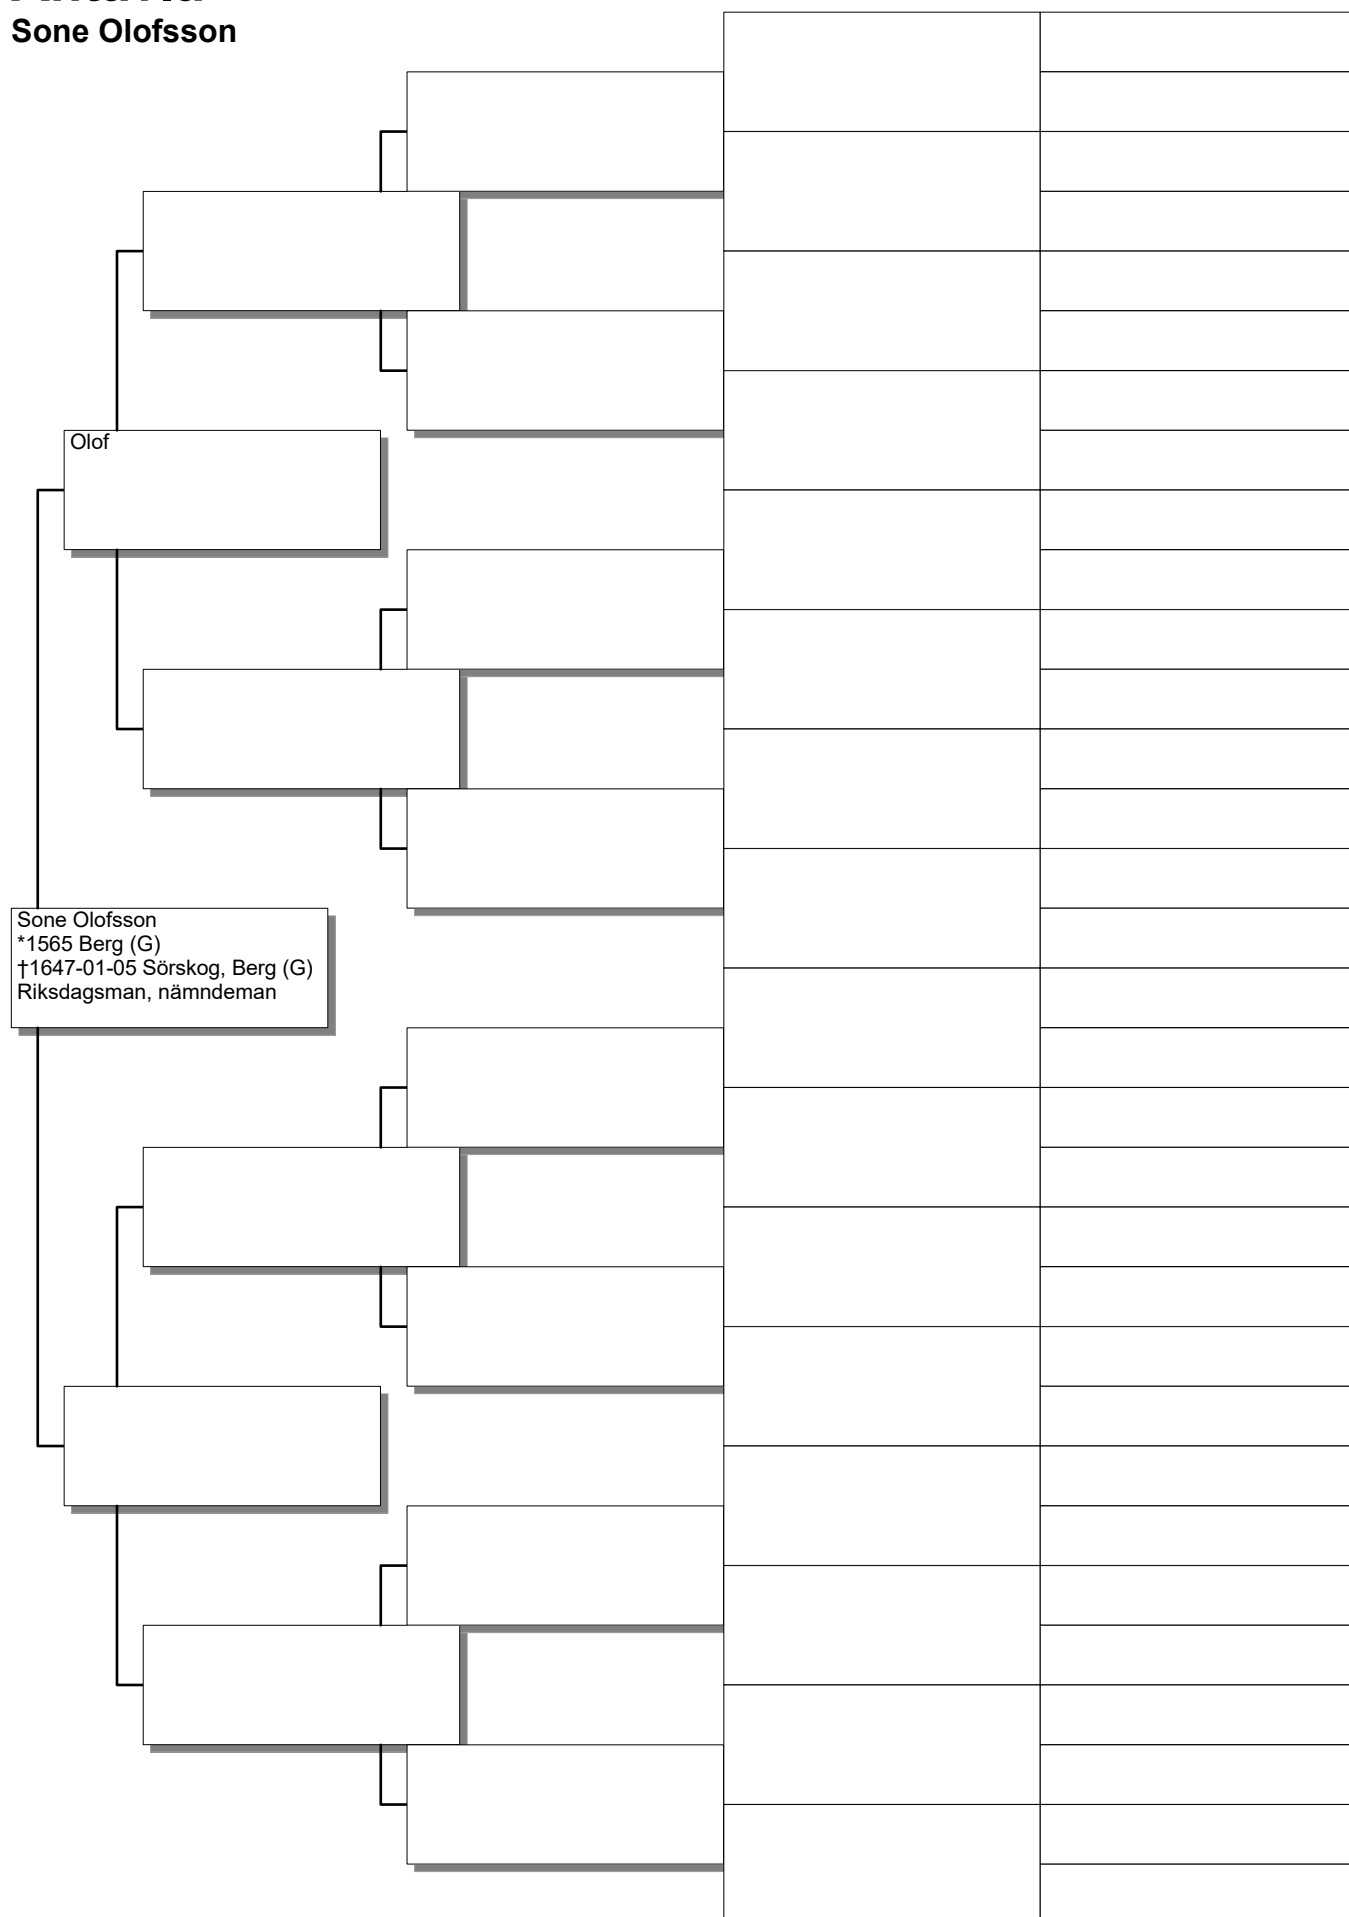 Sone Olofsson
Olof
Sone Olofsson
*1565 Berg (G)
†1647-01-05 Sörskog, Berg (G)
Riksdagsman, nämndeman